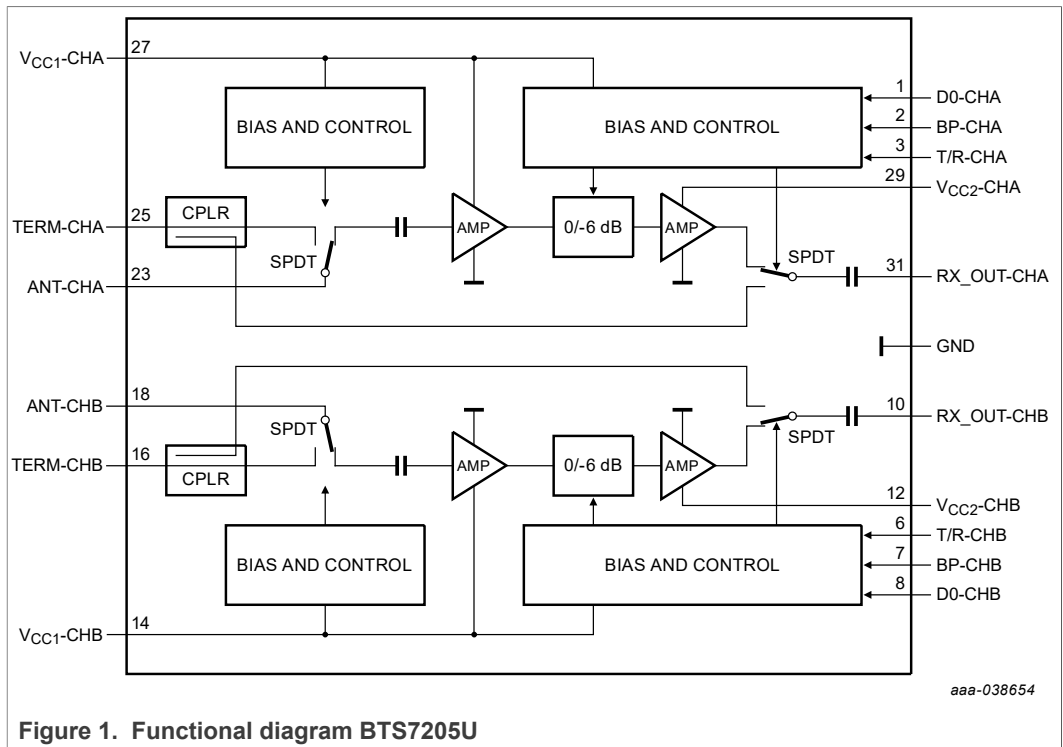 VCC1-CHA
27
BIAS AND CONTROL
BIAS AND CONTROL
1
D0-CHA
2
BP-CHA
3
T/R-CHA
29
VCC2-CHA
TERM-CHA
25
CPLR
SPDT
AMP
0/-6 dB
AMP
SPDT
ANT-CHA
23
31
RX_OUT-CHA
GND
ANT-CHB
18
SPDT
10
RX_OUT-CHB
SPDT
TERM-CHB
16
CPLR
AMP
0/-6 dB
AMP
12
VCC2-CHB
6
T/R-CHB
BIAS AND CONTROL
BIAS AND CONTROL
7
BP-CHB
8
D0-CHB
VCC1-CHB
14
aaa-038654
Figure 1. Functional diagram BTS7205U